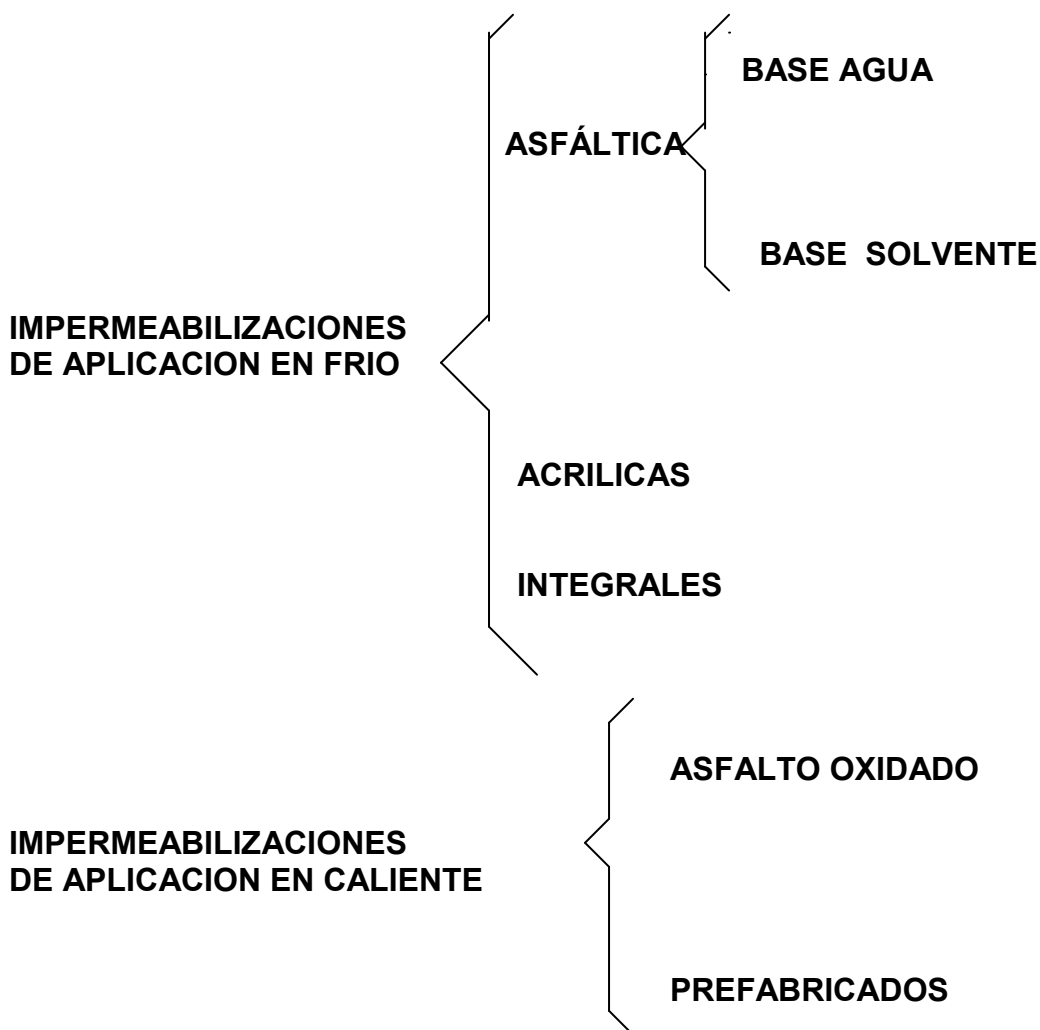 BASE AGUA
ASFÁLTICA
BASE SOLVENTE
IMPERMEABILIZACIONES
DE APLICACION EN FRIO
ACRILICAS
INTEGRALES
ASFALTO OXIDADO
IMPERMEABILIZACIONES
DE APLICACION EN CALIENTE
PREFABRICADOS